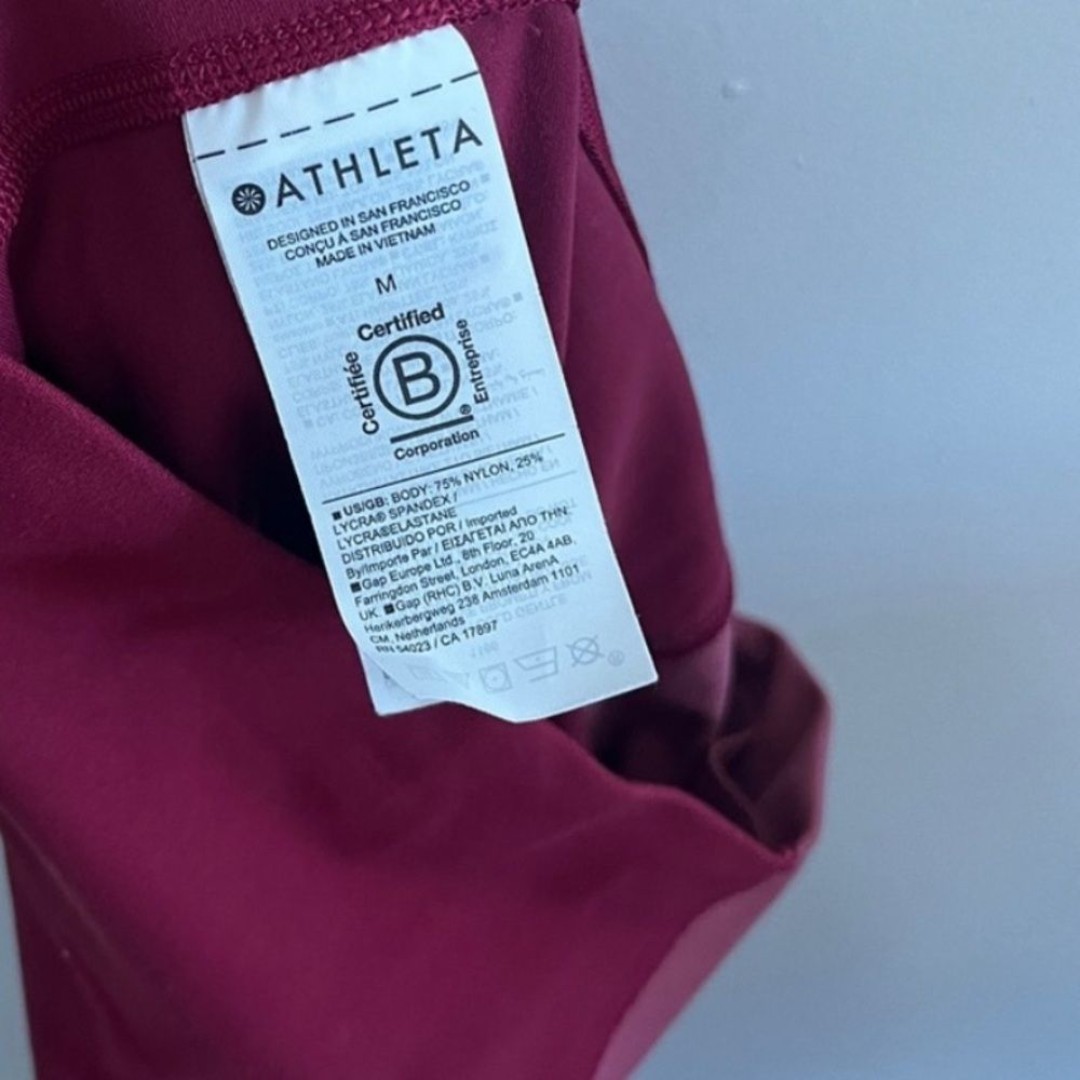 ATHLETA
DESIGNED IN SAN FRANCISCO
CONÇU À SAN FRANCISCO
MADE IN VIETNAM
M
Certified
Certifiée
B
Entreprise
®
Corporation
■ US/GB: BODY: 75% NYLON, 25%
LYCRA® SPANDEX /
LYCRA®ELASTANE
DISTRIBUIDO POR / Imported
By/Importe Par / ΕΙΣΑΓΕΤΑΙ ΑΠΟ ΤΗΝ:
■Gap Europe Ltd., 8th Floor, 20
Farringdon Street, London, EC4A 4AB,
UK ■Gap (RHC) B.V. Luna ArenA
Herikerbergweg 238 Amsterdam 1101
CM, Netherlands
RN 54023 / CA 17897